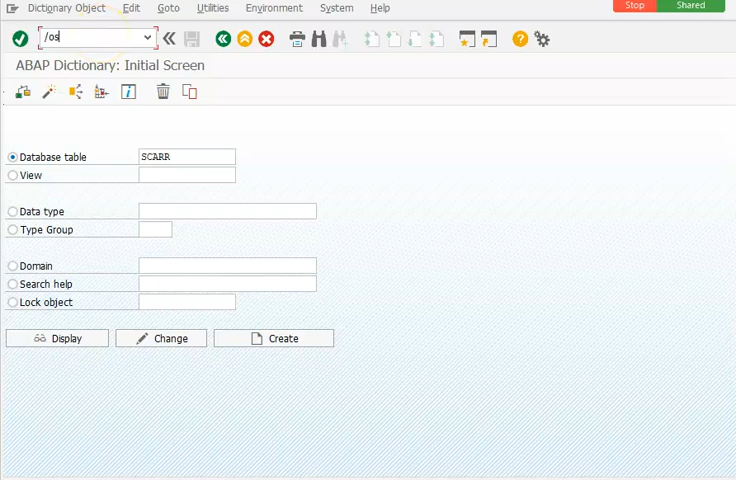 Dictionary Object Edit Goto Utilities Environment System Help
Stop Shared
/os
ABAP Dictionary: Initial Screen
Database table SCARR
View
Data type
Type Group
Domain
Search help
Lock object
Display Change Create